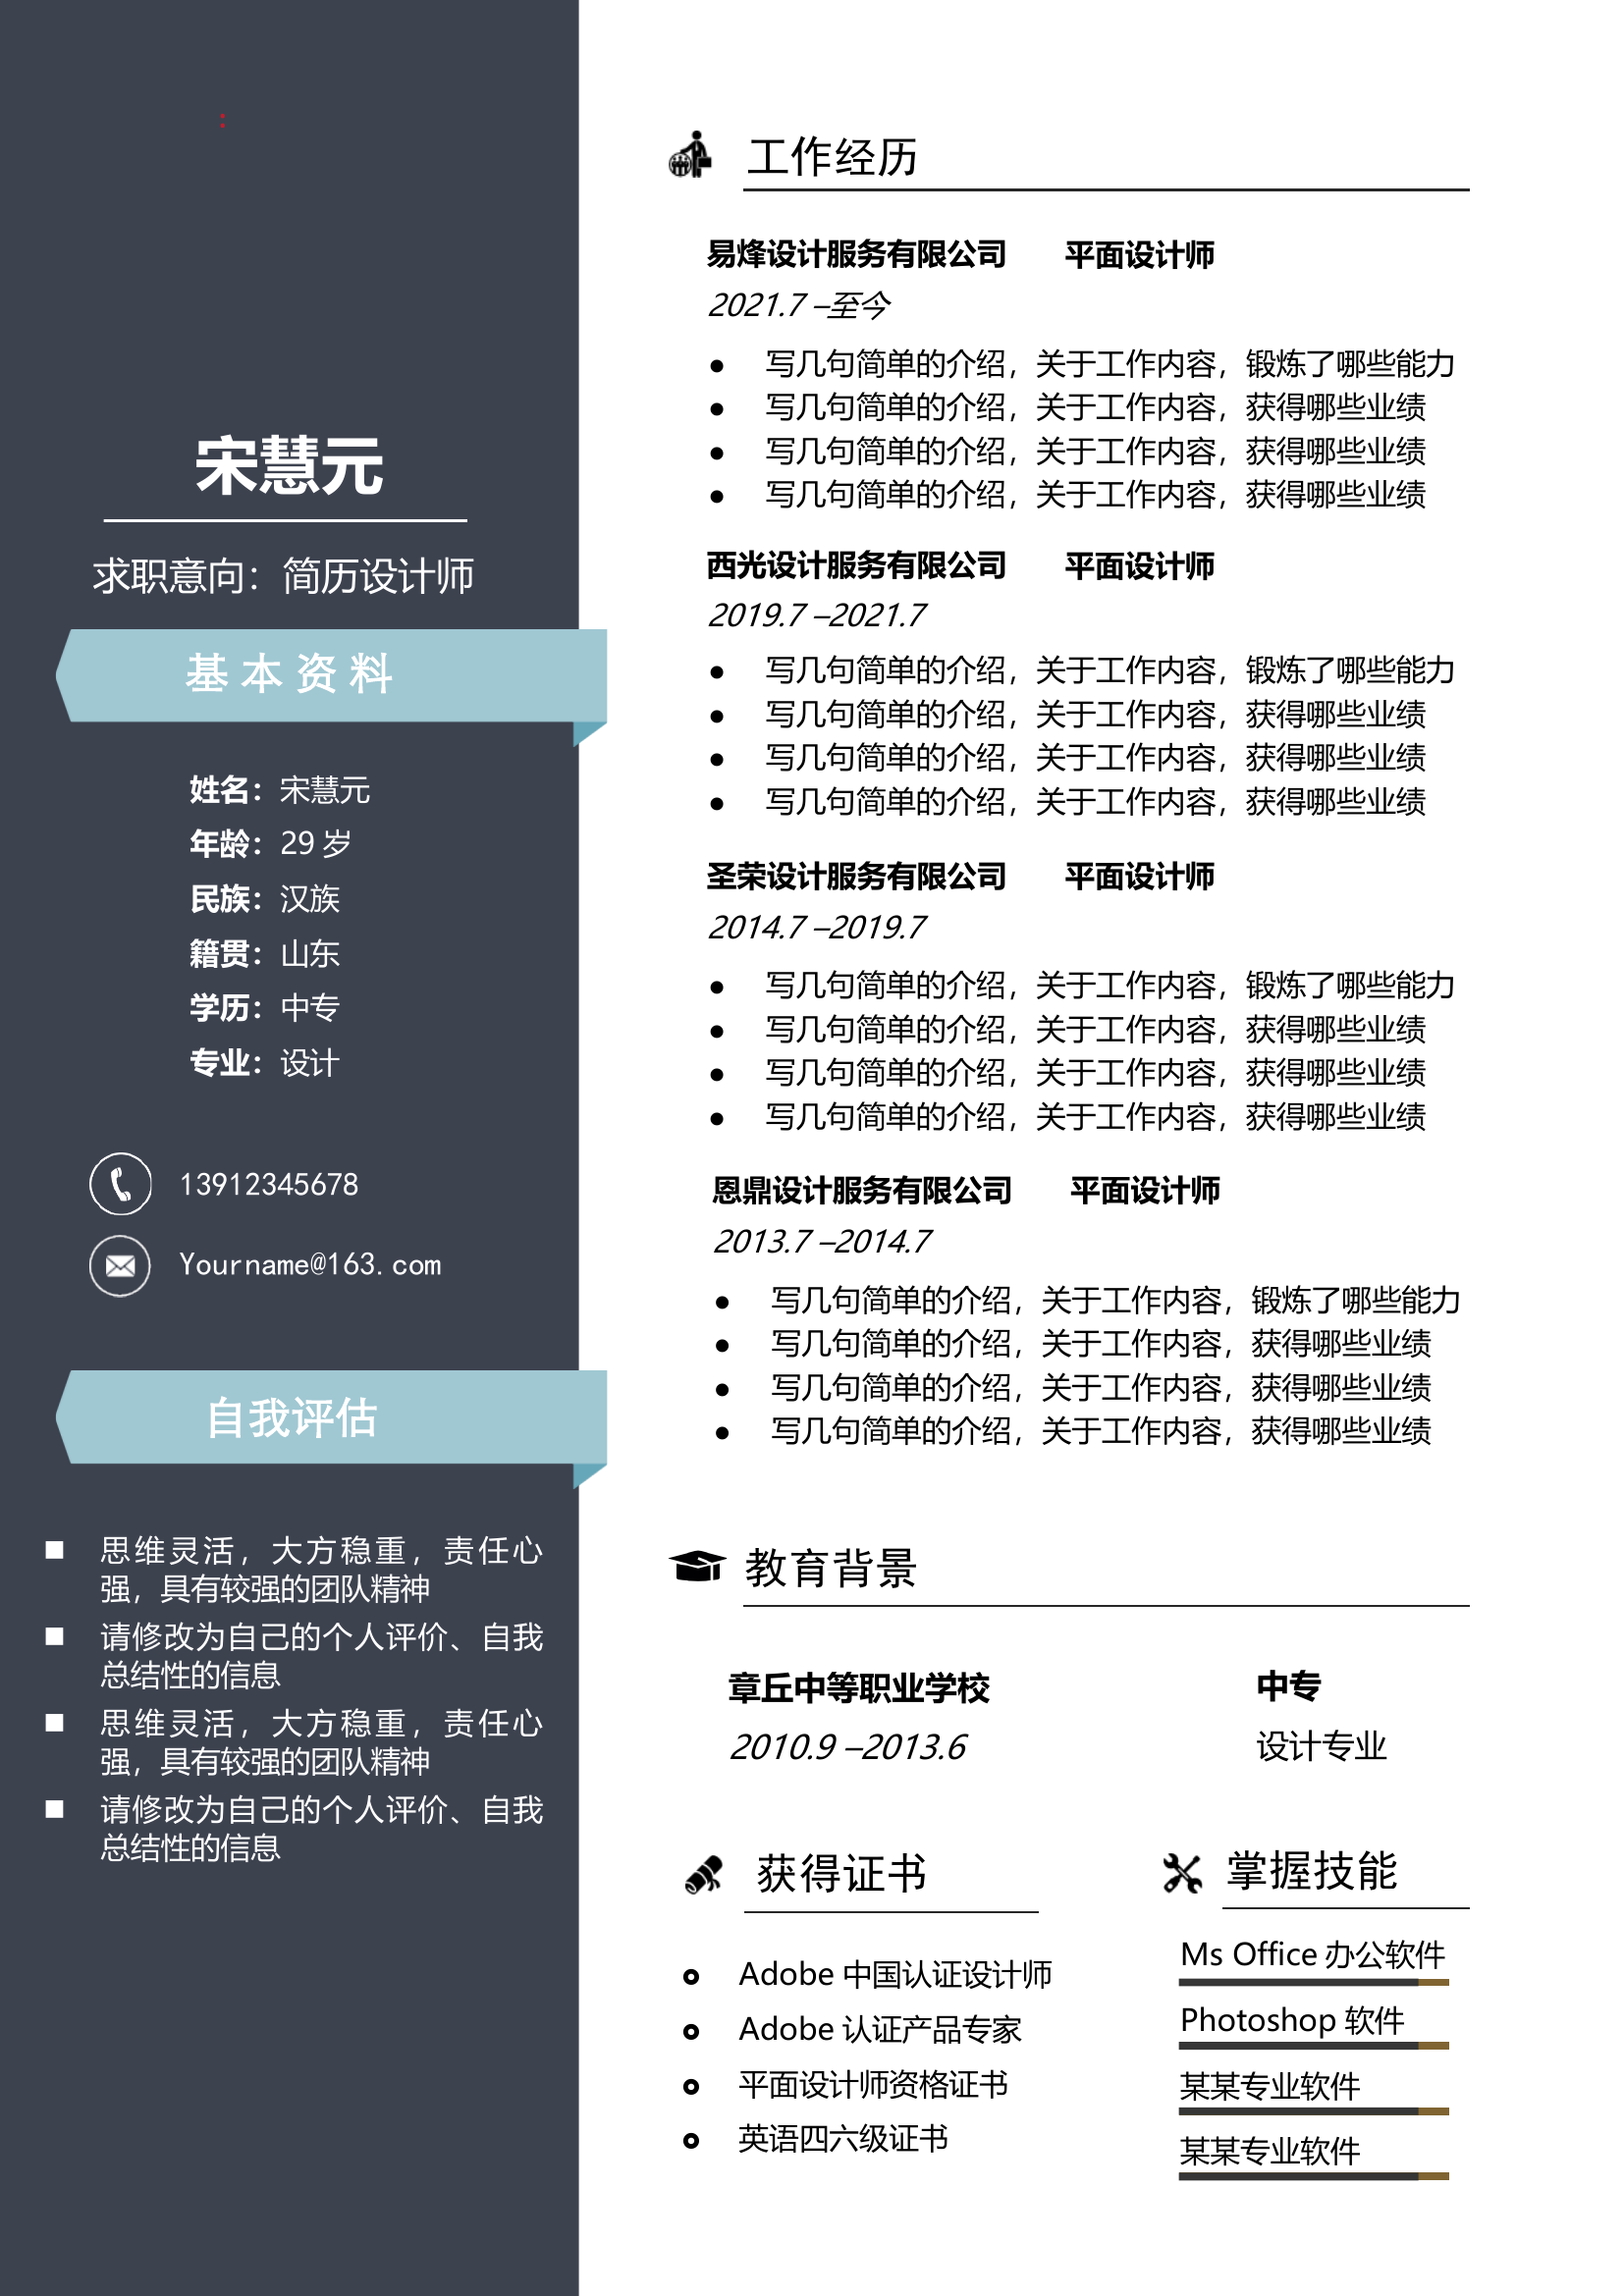 :
宋慧元
求职意向：简历设计师
基 本 资 料
姓名：宋慧元
年龄：29 岁
民族：汉族
籍贯：山东
学历：中专
专业：设计
13912345678
Yourname@163.com
自我评估
■ 思维灵活，大方稳重，责任心
强，具有较强的团队精神
■ 请修改为自己的个人评价、自我
总结性的信息
■ 思维灵活，大方稳重，责任心
强，具有较强的团队精神
■ 请修改为自己的个人评价、自我
总结性的信息
工作经历
易烽设计服务有限公司 平面设计师
2021.7 –至今
● 写几句简单的介绍，关于工作内容，锻炼了哪些能力
● 写几句简单的介绍，关于工作内容，获得哪些业绩
● 写几句简单的介绍，关于工作内容，获得哪些业绩
● 写几句简单的介绍，关于工作内容，获得哪些业绩
西光设计服务有限公司 平面设计师
2019.7 –2021.7
● 写几句简单的介绍，关于工作内容，锻炼了哪些能力
● 写几句简单的介绍，关于工作内容，获得哪些业绩
● 写几句简单的介绍，关于工作内容，获得哪些业绩
● 写几句简单的介绍，关于工作内容，获得哪些业绩
圣荣设计服务有限公司 平面设计师
2014.7 –2019.7
● 写几句简单的介绍，关于工作内容，锻炼了哪些能力
● 写几句简单的介绍，关于工作内容，获得哪些业绩
● 写几句简单的介绍，关于工作内容，获得哪些业绩
● 写几句简单的介绍，关于工作内容，获得哪些业绩
恩鼎设计服务有限公司 平面设计师
2013.7 –2014.7
● 写几句简单的介绍，关于工作内容，锻炼了哪些能力
● 写几句简单的介绍，关于工作内容，获得哪些业绩
● 写几句简单的介绍，关于工作内容，获得哪些业绩
● 写几句简单的介绍，关于工作内容，获得哪些业绩
教育背景
章丘中等职业学校 中专
2010.9 –2013.6 设计专业
获得证书
Adobe 中国认证设计师
Adobe 认证产品专家
平面设计师资格证书
英语四六级证书
掌握技能
Ms Office 办公软件
Photoshop 软件
某某专业软件
某某专业软件